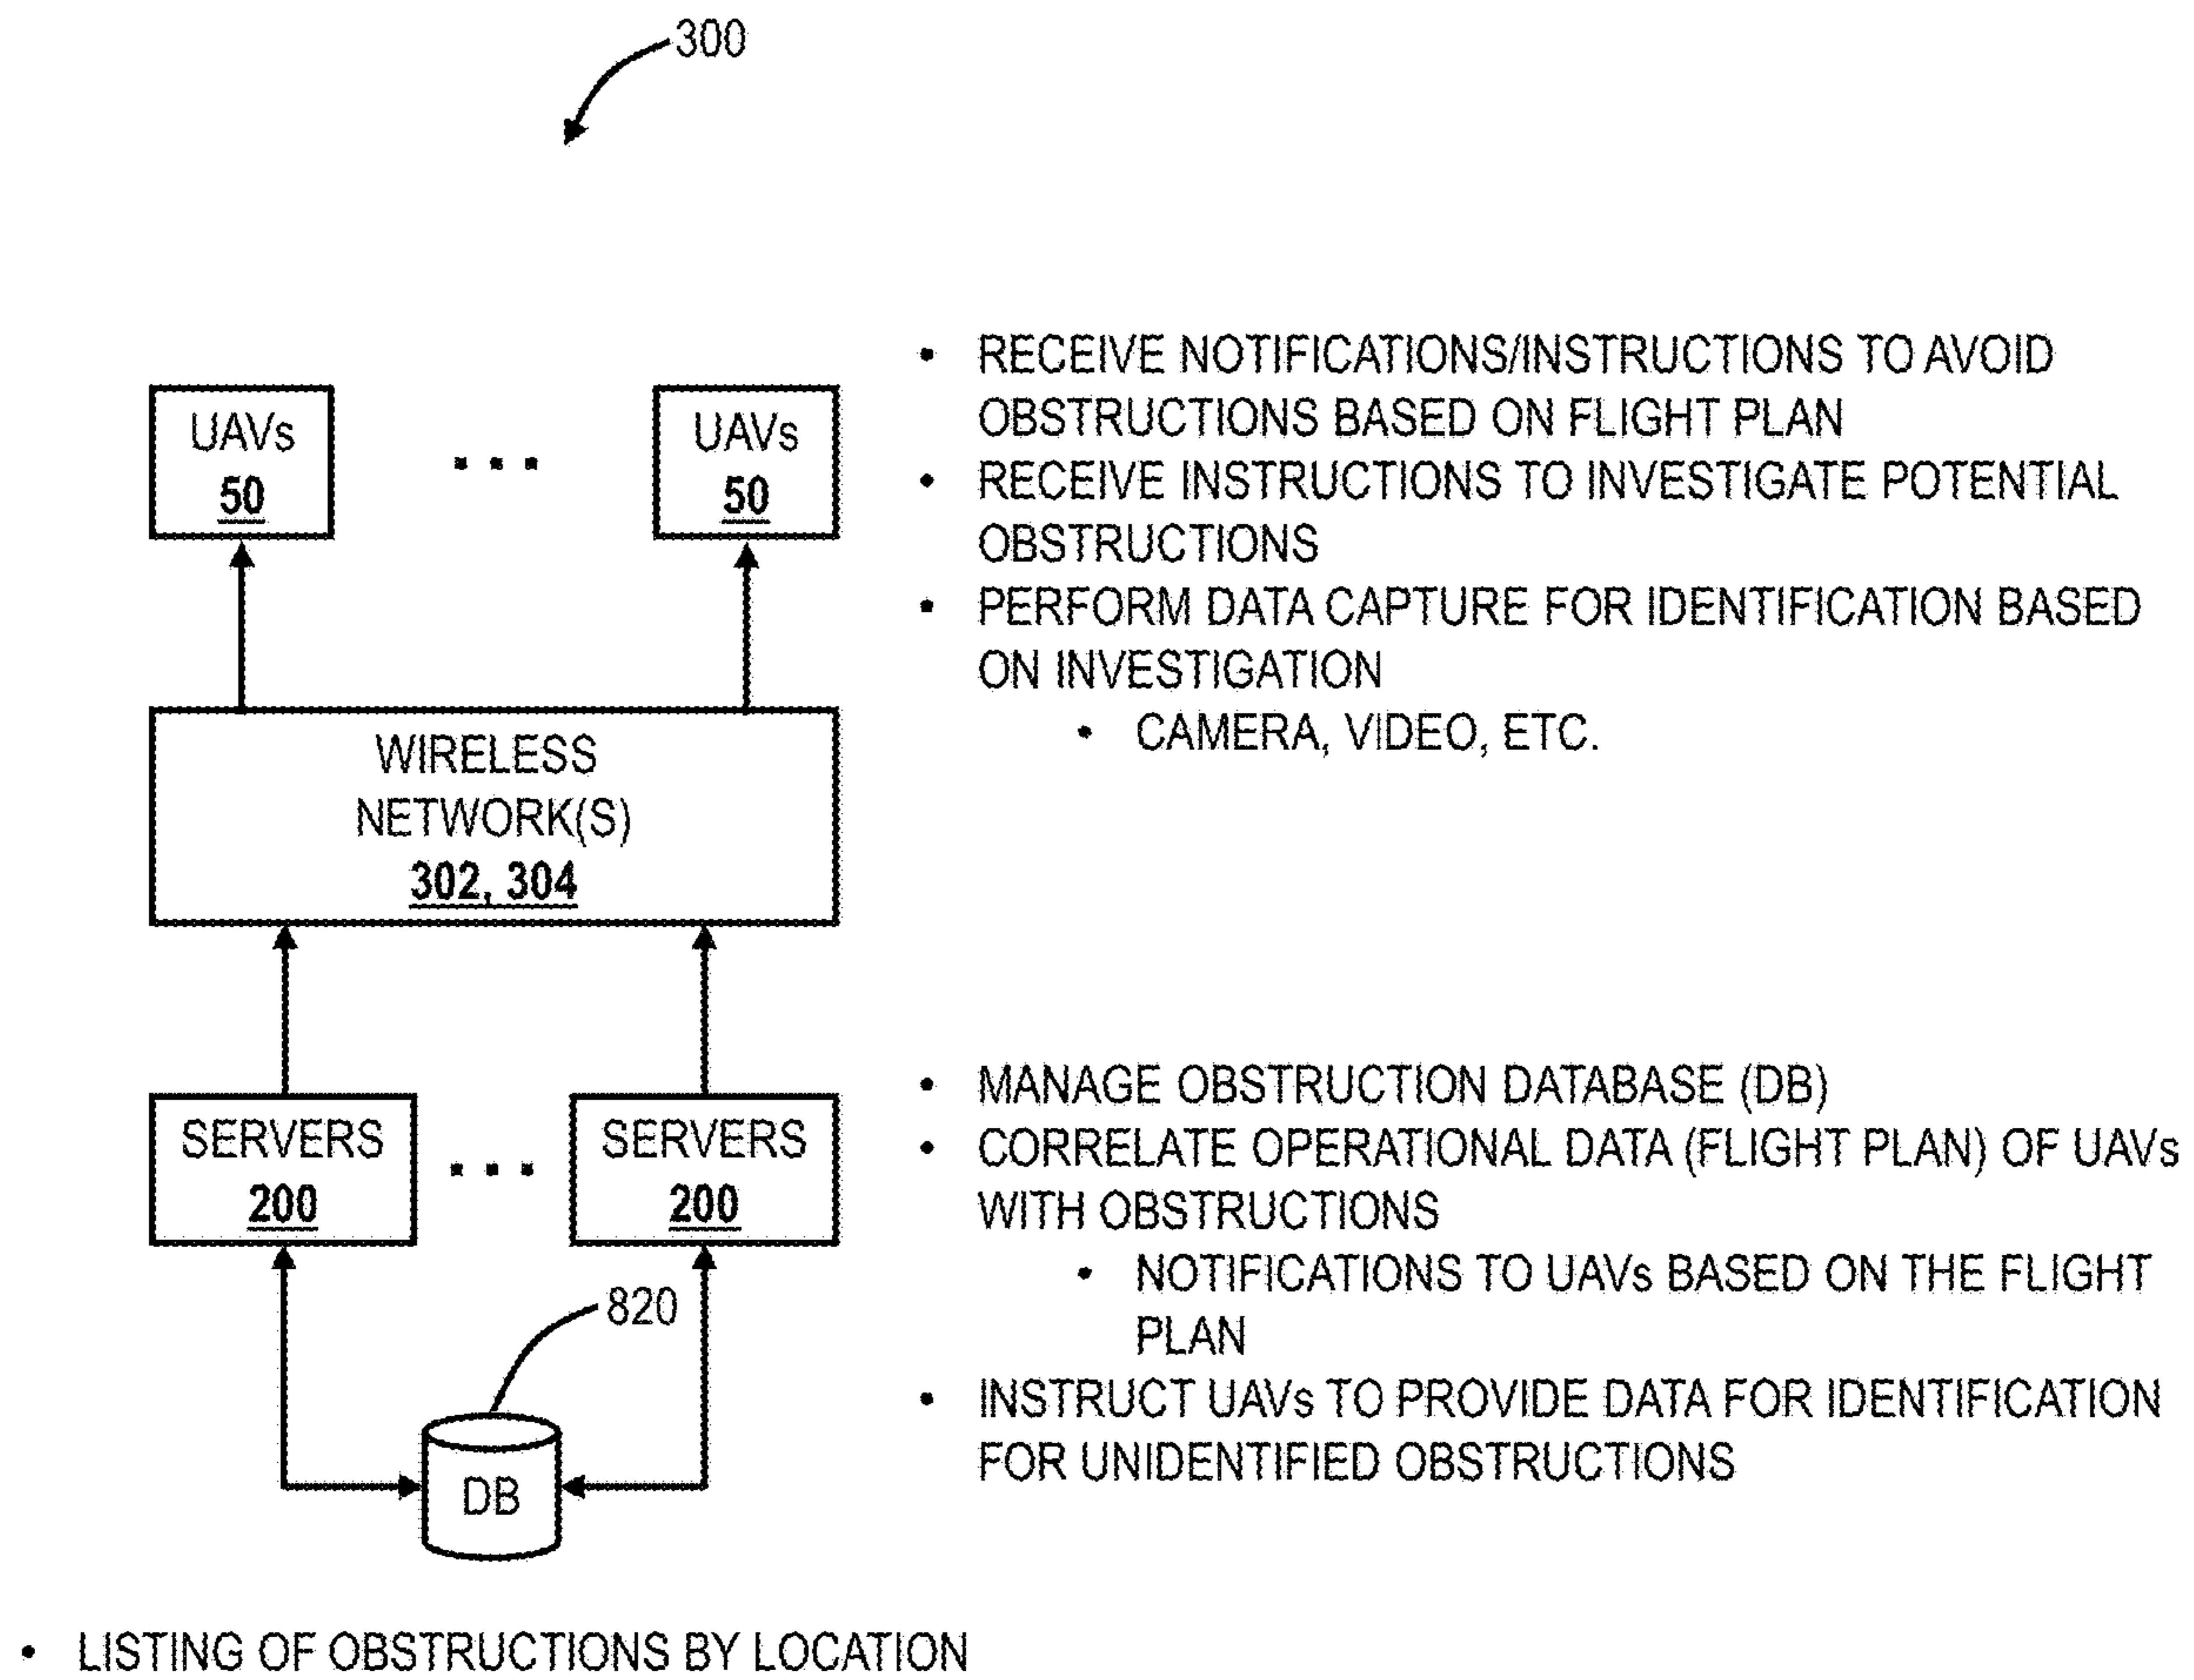 300
UAVs
50
. . .
UAVs
50
• RECEIVE NOTIFICATIONS/INSTRUCTIONS TO AVOID
OBSTRUCTIONS BASED ON FLIGHT PLAN
• RECEIVE INSTRUCTIONS TO INVESTIGATE POTENTIAL
OBSTRUCTIONS
• PERFORM DATA CAPTURE FOR IDENTIFICATION BASED
ON INVESTIGATION
• CAMERA, VIDEO, ETC.
WIRELESS
NETWORK(S)
302, 304
SERVERS
200
. . .
SERVERS
200
• MANAGE OBSTRUCTION DATABASE (DB)
• CORRELATE OPERATIONAL DATA (FLIGHT PLAN) OF UAVs
WITH OBSTRUCTIONS
• NOTIFICATIONS TO UAVs BASED ON THE FLIGHT
PLAN
• INSTRUCT UAVs TO PROVIDE DATA FOR IDENTIFICATION
FOR UNIDENTIFIED OBSTRUCTIONS
820
DB
• LISTING OF OBSTRUCTIONS BY LOCATION